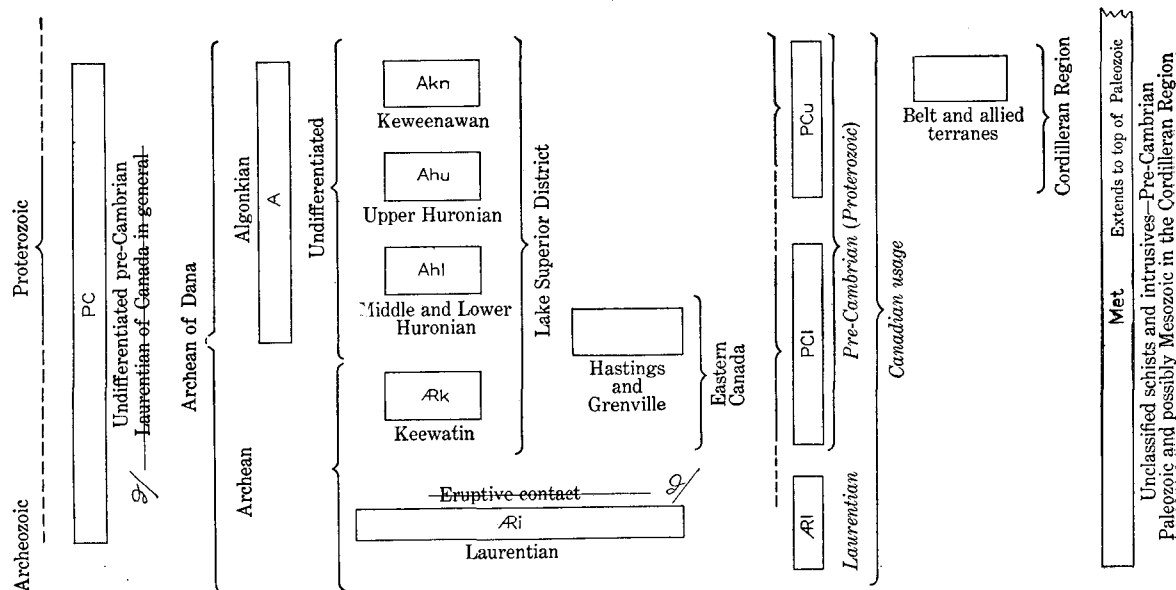 Archeozoic
Proterozoic
PC
Undifferentiated pre-Cambrian
Laurentian of Canada in general
Archean of Dana
Archean
Algonkian
A
Undifferentiated
Akn
Keweenawan
Ahu
Upper Huronian
Ahl
Middle and Lower
Huronian
ÆRk
Keewatin
Lake Superior District
Eruptive contact
ÆRi
Laurentian
Hastings
and
Grenville
Eastern
Canada
PCu
PCl
ÆRl
Laurentian
Pre-Cambrian (Proterozoic)
Canadian usage
Belt and allied
terranes
Cordilleran Region
Met
Extends to top of Paleozoic
Unclassified schists and intrusives—Pre-Cambrian
Paleozoic and possibly Mesozoic in the Cordilleran Region